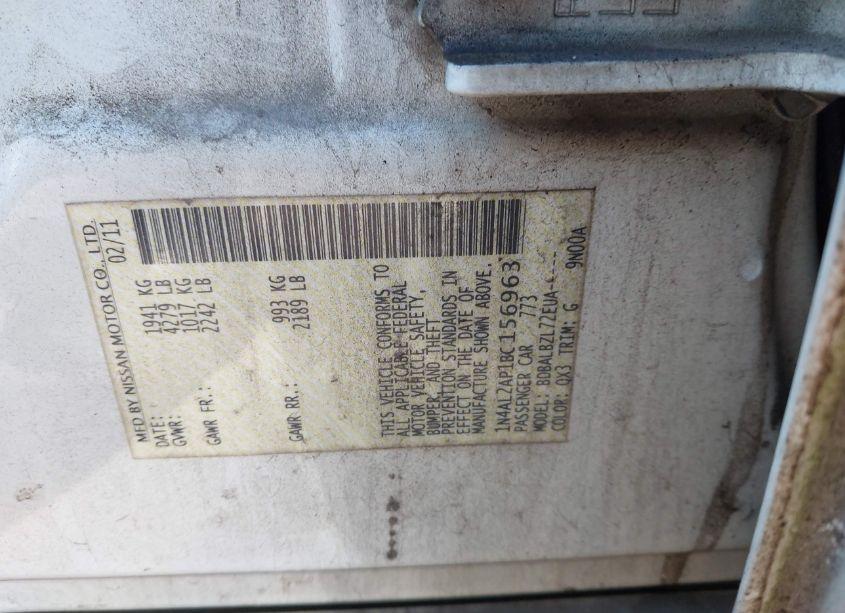 MFD BY NISSAN MOTOR CO., LTD.
DATE: 02/11
GVWR: 1941 KG
4279 LB
GAWR FR.: 1017 KG
2242 LB
GAWR RR.: 993 KG
2189 LB
THIS VEHICLE CONFORMS TO
ALL APPLICABLE FEDERAL
MOTOR VEHICLE SAFETY,
BUMPER, AND THEFT
PREVENTION STANDARDS IN
EFFECT ON THE DATE OF
MANUFACTURE SHOWN ABOVE.
1N4AL2AP1BC156963
PASSENGER CAR 773
MODEL: BDBALBZL72EUA-E----
COLOR: QX3 TRIM: G 9N00A